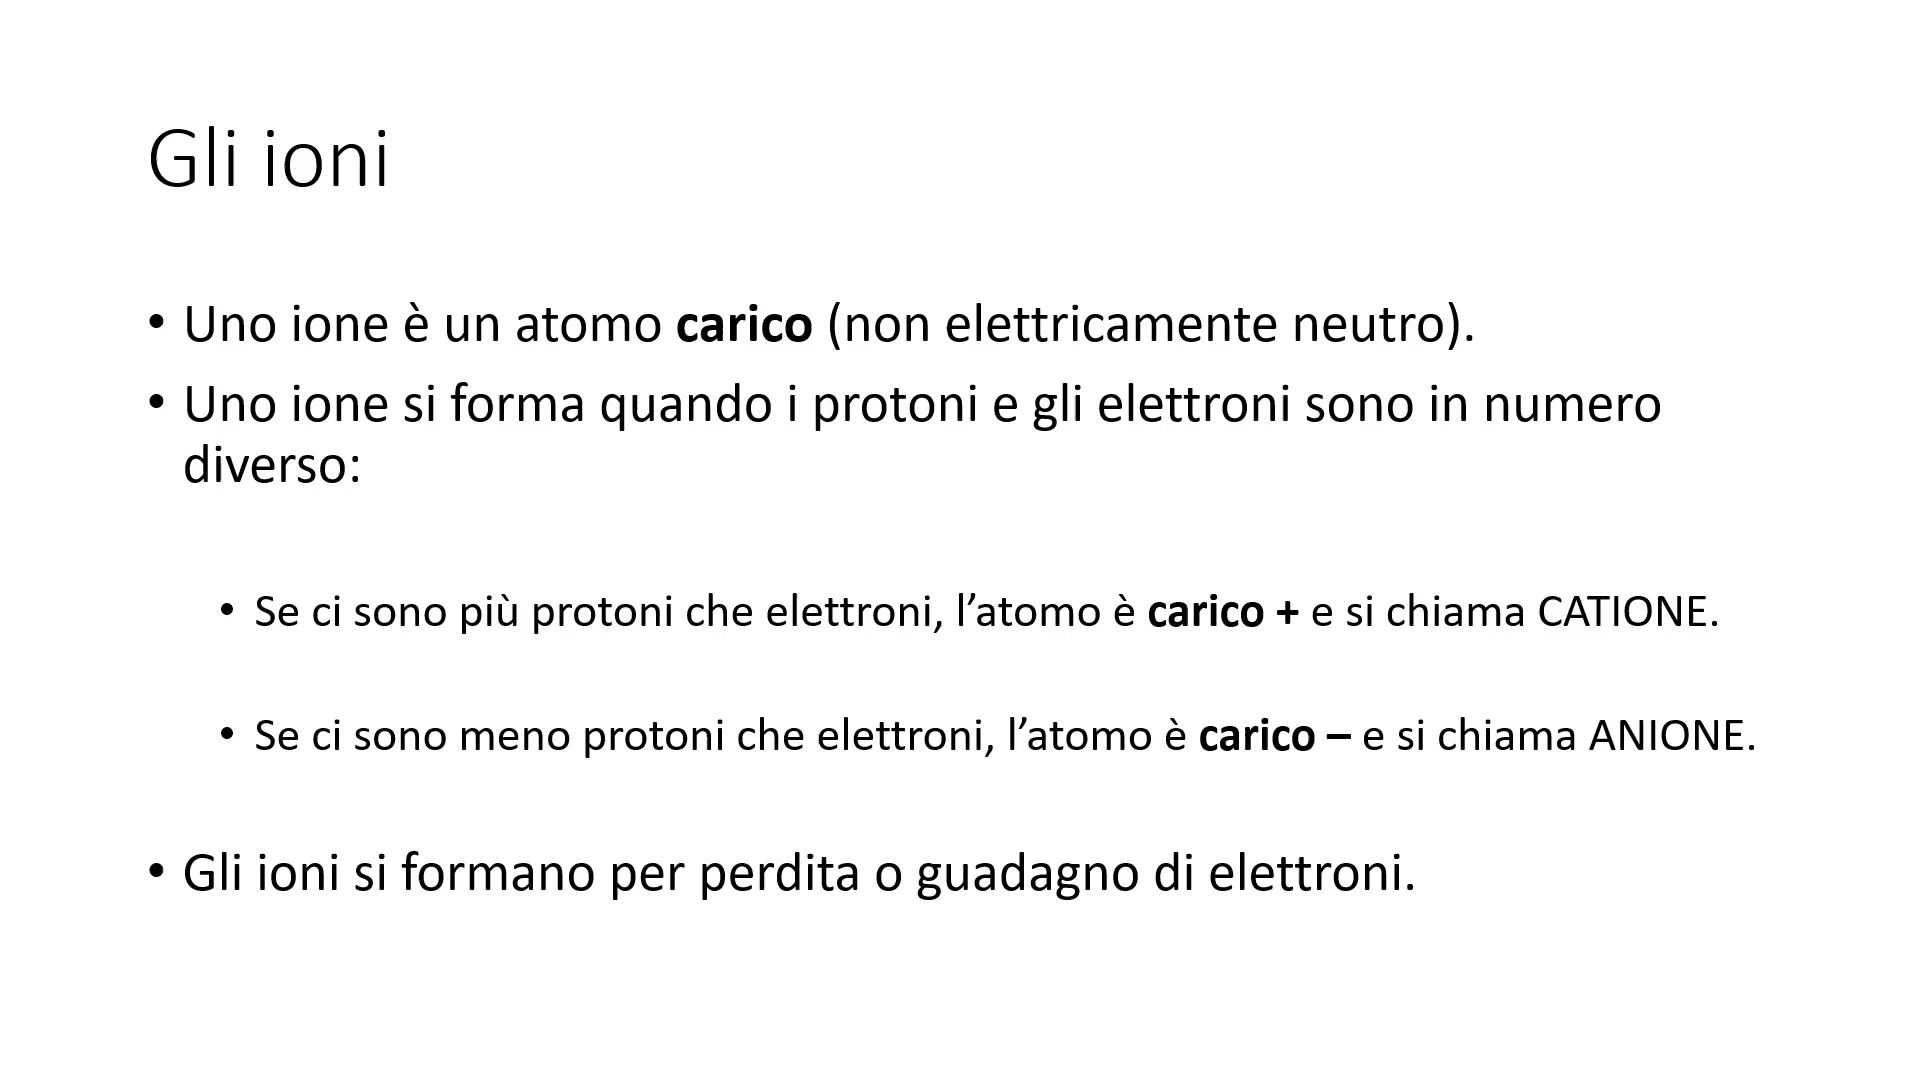 Gli ioni
• Uno ione è un atomo carico (non elettricamente neutro).
• Uno ione si forma quando i protoni e gli elettroni sono in numero
diverso:
• Se ci sono più protoni che elettroni, l’atomo è carico + e si chiama CATIONE.
• Se ci sono meno protoni che elettroni, l’atomo è carico – e si chiama ANIONE.
• Gli ioni si formano per perdita o guadagno di elettroni.